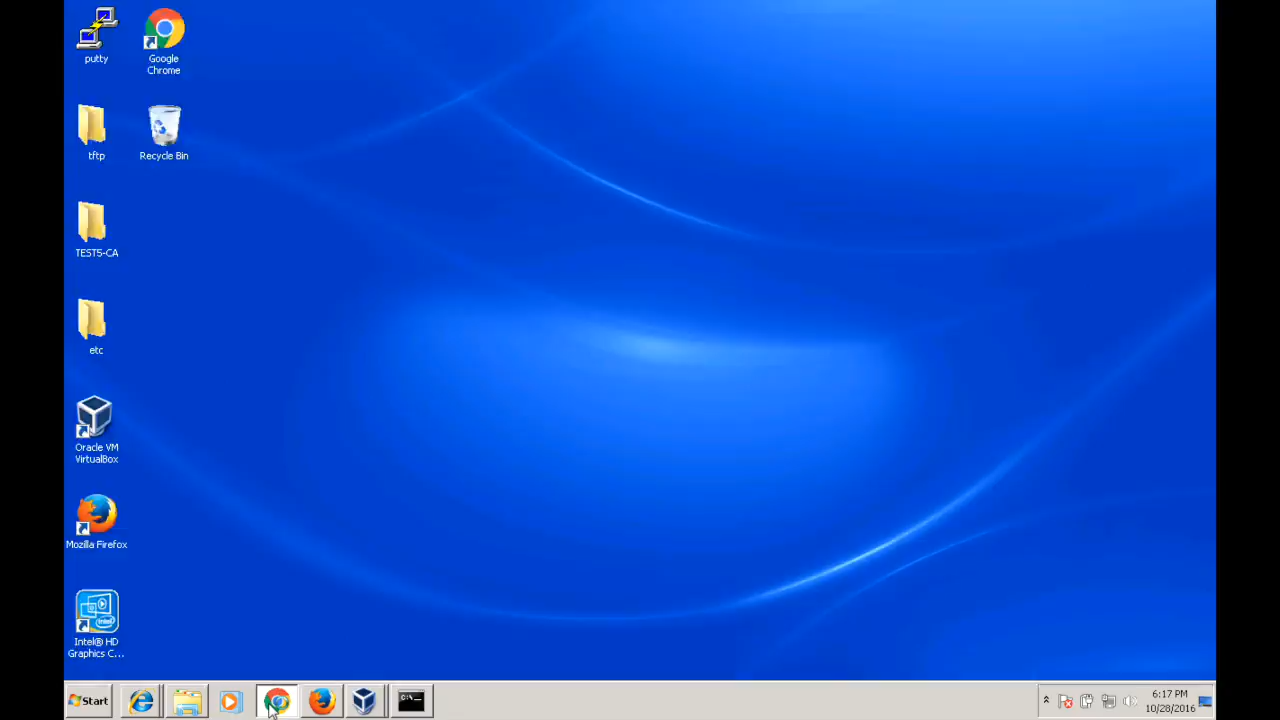 putty
Google
Chrome
tftp
Recycle Bin
TEST5-CA
etc
Oracle VM
VirtualBox
Mozilla Firefox
Intel® HD
Graphics C...
Start
C:\
6:17 PM
10/28/2016